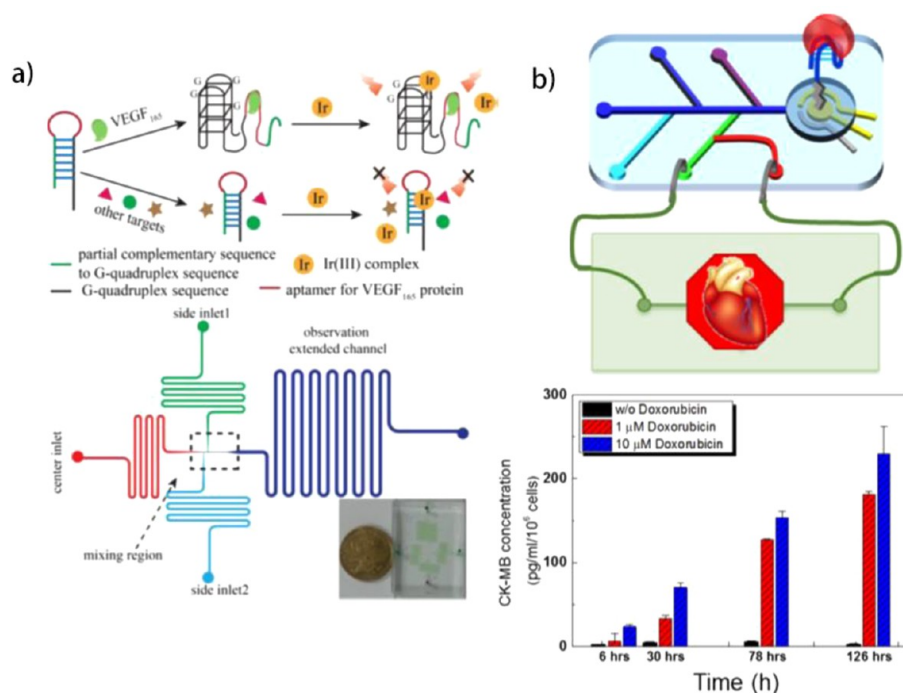 a)
VEGF₁₆₅
G
G
G
G
Ir
G
G
Ir
Ir
other targets
Ir
Ir
Ir
partial complementary sequence
to G-quadruplex sequence
G-quadruplex sequence
Ir
Ir(III) complex
aptamer for VEGF₁₆₅ protein
side inlet1
observation
extended channel
center inlet
mixing region
side inlet2
b)
300
200
100
0
CK-MB concentration
(pg/ml/10⁶ cells)
w/o Doxorubicin
1 μM Doxorubicin
10 μM Doxorubicin
6 hrs
30 hrs
78 hrs
126 hrs
Time (h)